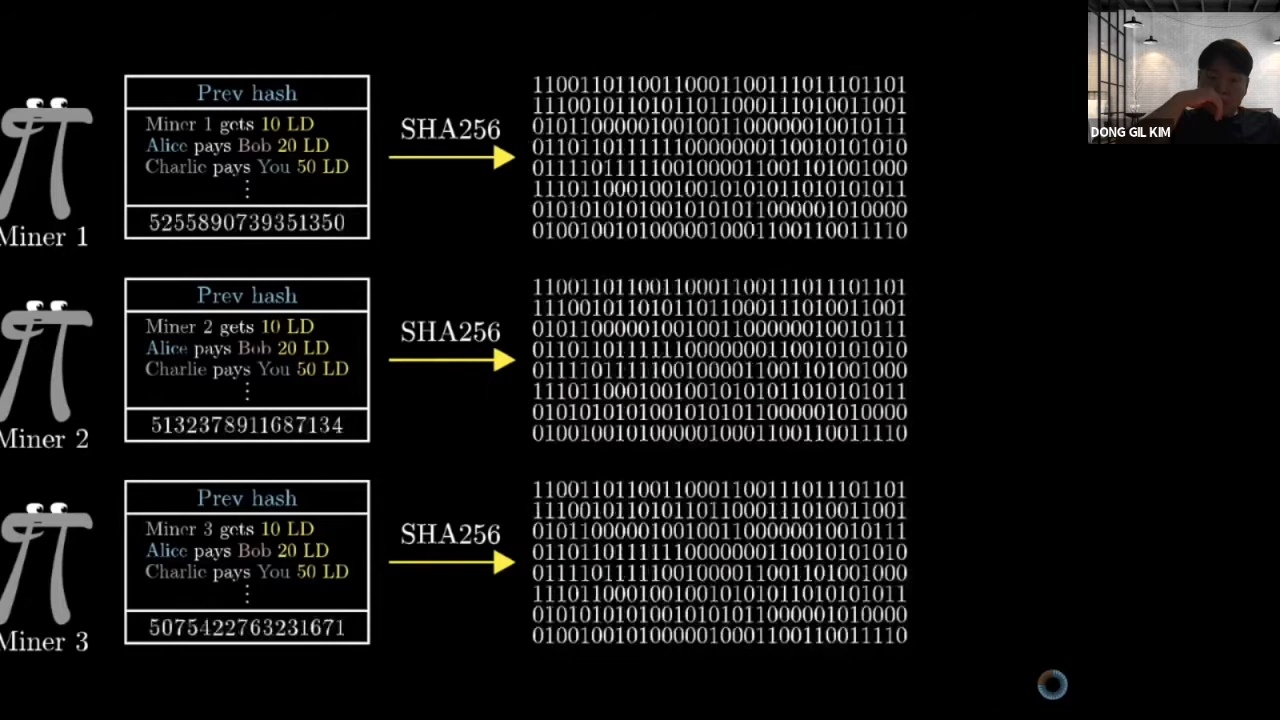 DONG GIL KIM
Miner 1
Prev hash
Miner 1 gets 10 LD
Alice pays Bob 20 LD
Charlie pays You 50 LD
⋮
5255890739351350
SHA256
11001101100110001100111011101101
11100101101011011000111010011001
01011000001001001100000010010111
01101101111110000000110010101010
01111011111001000011001101001000
11101100010010010101011010101011
01010101010010101011000001010000
01001001010000010001100110011110
Miner 2
Prev hash
Miner 2 gets 10 LD
Alice pays Bob 20 LD
Charlie pays You 50 LD
⋮
5132378911687134
SHA256
11001101100110001100111011101101
11100101101011011000111010011001
01011000001001001100000010010111
01101101111110000000110010101010
01111011111001000011001101001000
11101100010010010101011010101011
01010101010010101011000001010000
01001001010000010001100110011110
Miner 3
Prev hash
Miner 3 gets 10 LD
Alice pays Bob 20 LD
Charlie pays You 50 LD
⋮
5075422763231671
SHA256
11001101100110001100111011101101
11100101101011011000111010011001
01011000001001001100000010010111
01101101111110000000110010101010
01111011111001000011001101001000
11101100010010010101011010101011
01010101010010101011000001010000
01001001010000010001100110011110